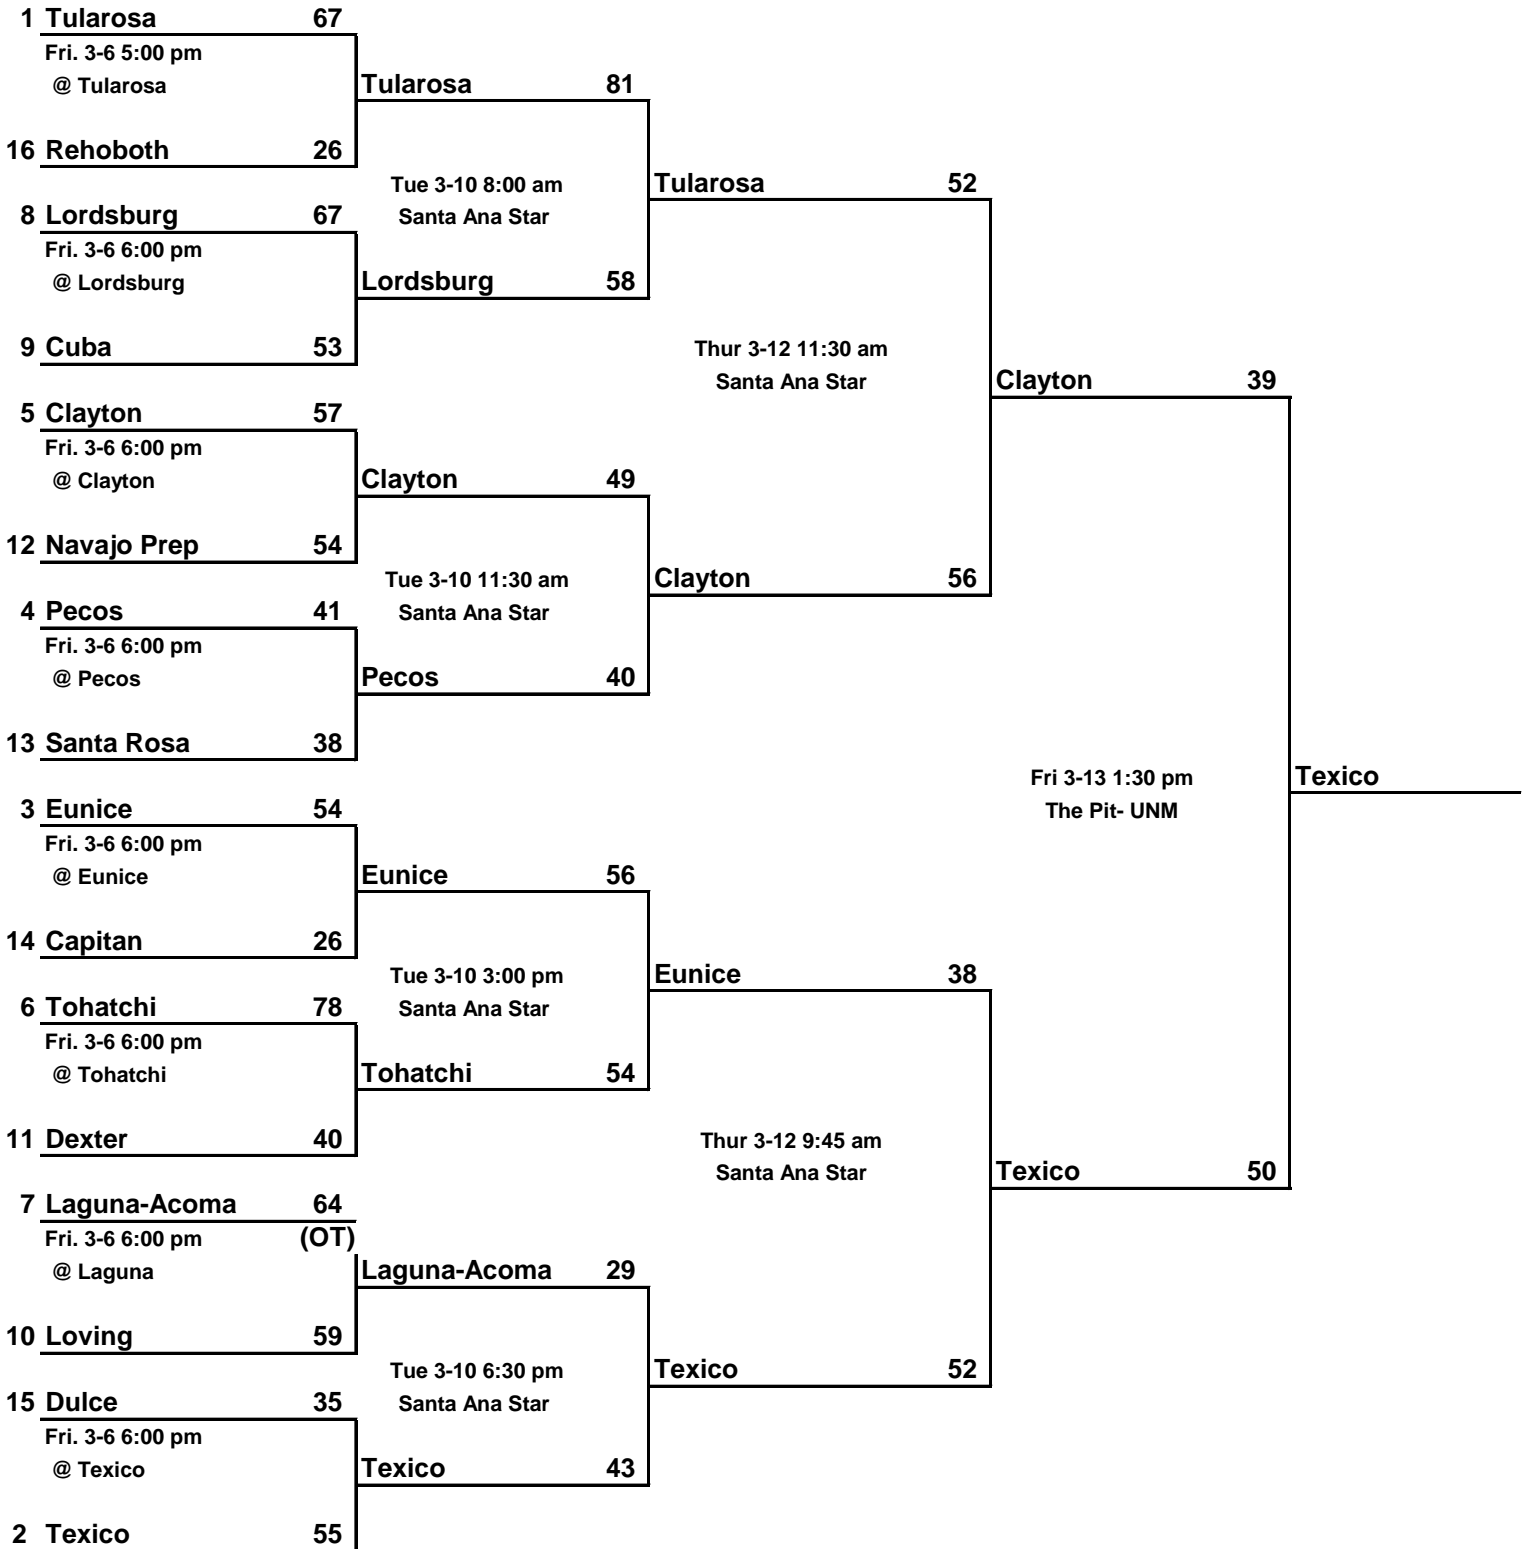 1 Tularosa 67
Fri. 3-6 5:00 pm
@ Tularosa
Tularosa 81
16 Rehoboth 26
Tue 3-10 8:00 am
Santa Ana Star
Tularosa 52
8 Lordsburg 67
Fri. 3-6 6:00 pm
@ Lordsburg
Lordsburg 58
9 Cuba 53
Thur 3-12 11:30 am
Santa Ana Star
Clayton 39
5 Clayton 57
Fri. 3-6 6:00 pm
@ Clayton
Clayton 49
12 Navajo Prep 54
Tue 3-10 11:30 am
Santa Ana Star
Clayton 56
4 Pecos 41
Fri. 3-6 6:00 pm
@ Pecos
Pecos 40
13 Santa Rosa 38
Fri 3-13 1:30 pm
The Pit- UNM
Texico
3 Eunice 54
Fri. 3-6 6:00 pm
@ Eunice
Eunice 56
14 Capitan 26
Tue 3-10 3:00 pm
Santa Ana Star
Eunice 38
6 Tohatchi 78
Fri. 3-6 6:00 pm
@ Tohatchi
Tohatchi 54
11 Dexter 40
Thur 3-12 9:45 am
Santa Ana Star
Texico 50
7 Laguna-Acoma 64
Fri. 3-6 6:00 pm (OT)
@ Laguna
Laguna-Acoma 29
10 Loving 59
Tue 3-10 6:30 pm
Santa Ana Star
Texico 52
15 Dulce 35
Fri. 3-6 6:00 pm
@ Texico
Texico 43
2 Texico 55